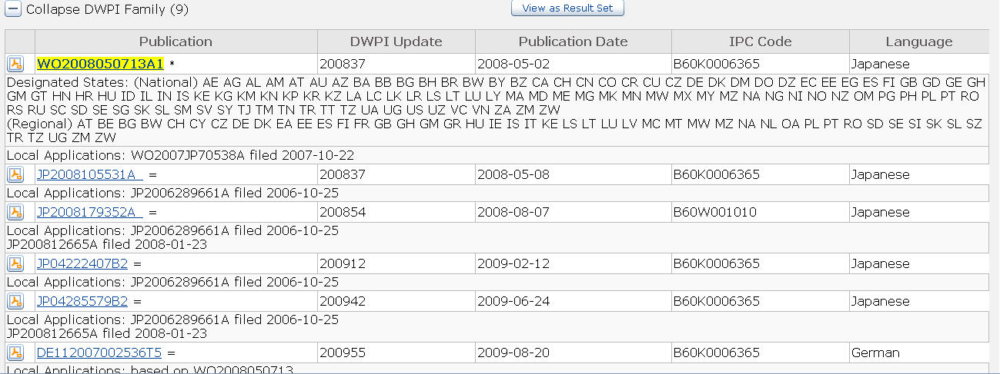 Collapse DWPI Family (9) View as Result Set
Publication DWPI Update Publication Date IPC Code Language
WO2008050713A1 * 200837 2008-05-02 B60K0006365 Japanese
Designated States: (National) AE AG AL AM AT AU AZ BA BB BG BH BR BW BY BZ CA CH CN CO CR CU CZ DE DK DM DO DZ EC EE EG ES FI GB GD GE GH
GM GT HN HR HU ID IL IN IS KE KG KM KN KP KR KZ LA LC LK LR LS LT LU LY MA MD ME MG MK MN MW MX MY MZ NA NG NI NO NZ OM PG PH PL PT RO
RS RU SC SD SE SG SK SL SM SV SY TJ TM TN TR TT TZ UA UG US UZ VC VN ZA ZM ZW
(Regional) AT BE BG BW CH CY CZ DE DK EA EE ES FI FR GB GH GM GR HU IE IS IT KE LS LT LU LV MC MT MW MZ NA NL OA PL PT RO SD SE SI SK SL SZ
TR TZ UG ZM ZW
Local Applications: WO2007JP70538A filed 2007-10-22
JP2008105531A = 200837 2008-05-08 B60K0006365 Japanese
Local Applications: JP2006289661A filed 2006-10-25
JP2008179352A = 200854 2008-08-07 B60W001010 Japanese
Local Applications: JP2006289661A filed 2006-10-25
JP200812665A filed 2008-01-23
JP04222407B2 = 200912 2009-02-12 B60K0006365 Japanese
Local Applications: JP2006289661A filed 2006-10-25
JP04285579B2 = 200942 2009-06-24 B60K0006365 Japanese
Local Applications: JP2006289661A filed 2006-10-25
JP200812665A filed 2008-01-23
DE112007002536T5 = 200955 2009-08-20 B60K0006365 German
Local Applications: based on WO2008050713